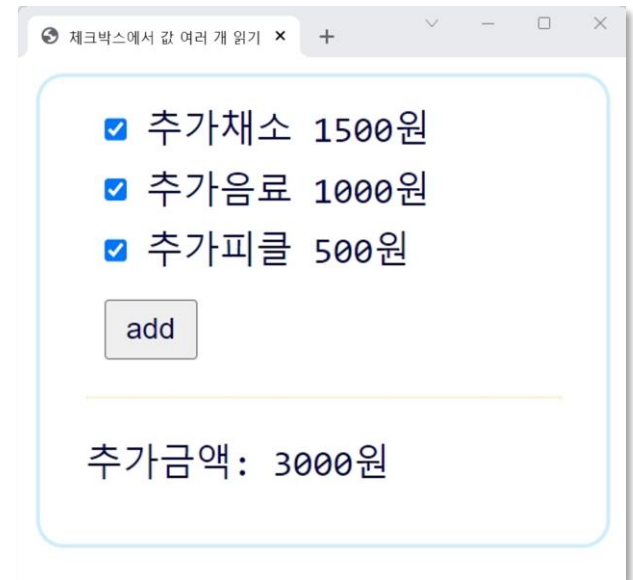 체크박스에서 값 여러 개 읽기
추가채소 1500원
추가음료 1000원
추가피클 500원
add
추가금액: 3000원